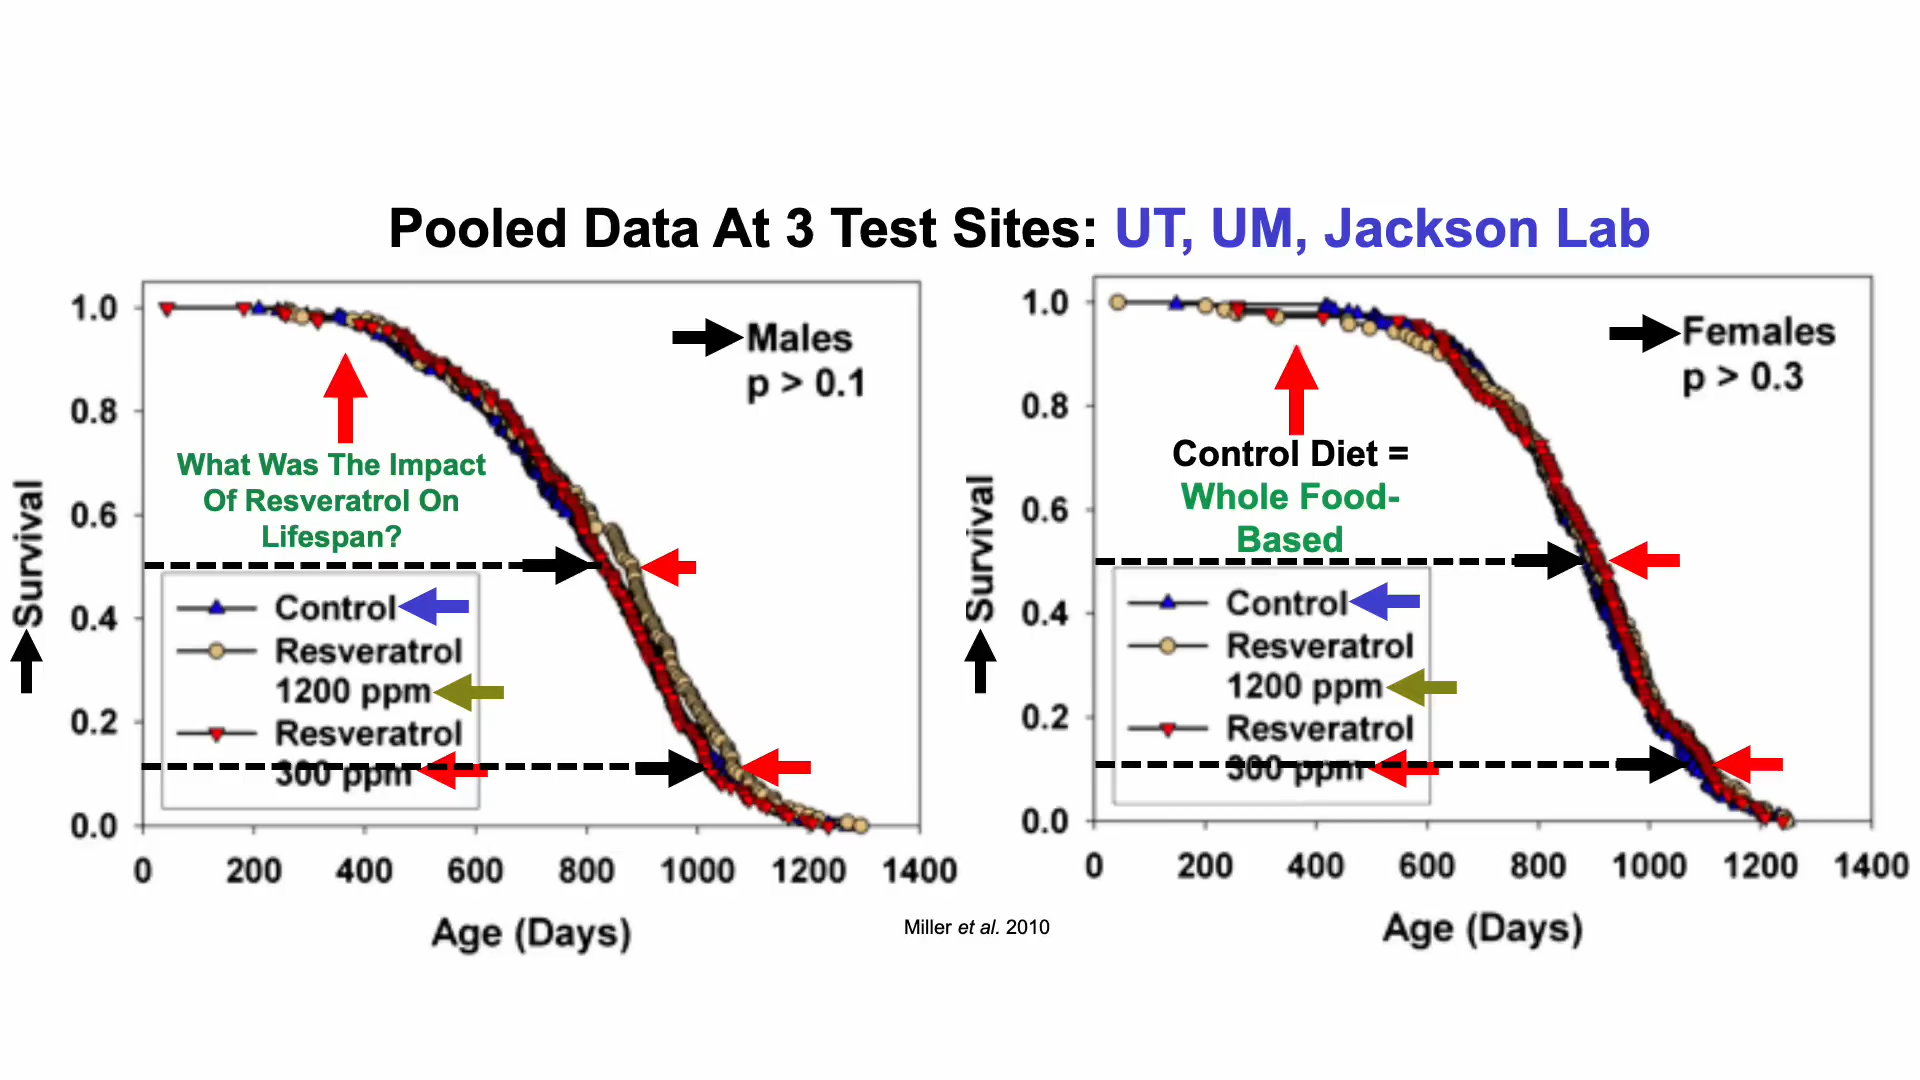 Pooled Data At 3 Test Sites: UT, UM, Jackson Lab
Survival
1.0
0.8
0.6
0.4
0.2
0.0
Males
p > 0.1
What Was The Impact
Of Resveratrol On
Lifespan?
Control
Resveratrol
1200 ppm
Resveratrol
300 ppm
0 200 400 600 800 1000 1200 1400
Age (Days)
Miller et al. 2010
Survival
1.0
0.8
0.6
0.4
0.2
0.0
Females
p > 0.3
Control Diet =
Whole Food-
Based
Control
Resveratrol
1200 ppm
Resveratrol
300 ppm
0 200 400 600 800 1000 1200 1400
Age (Days)